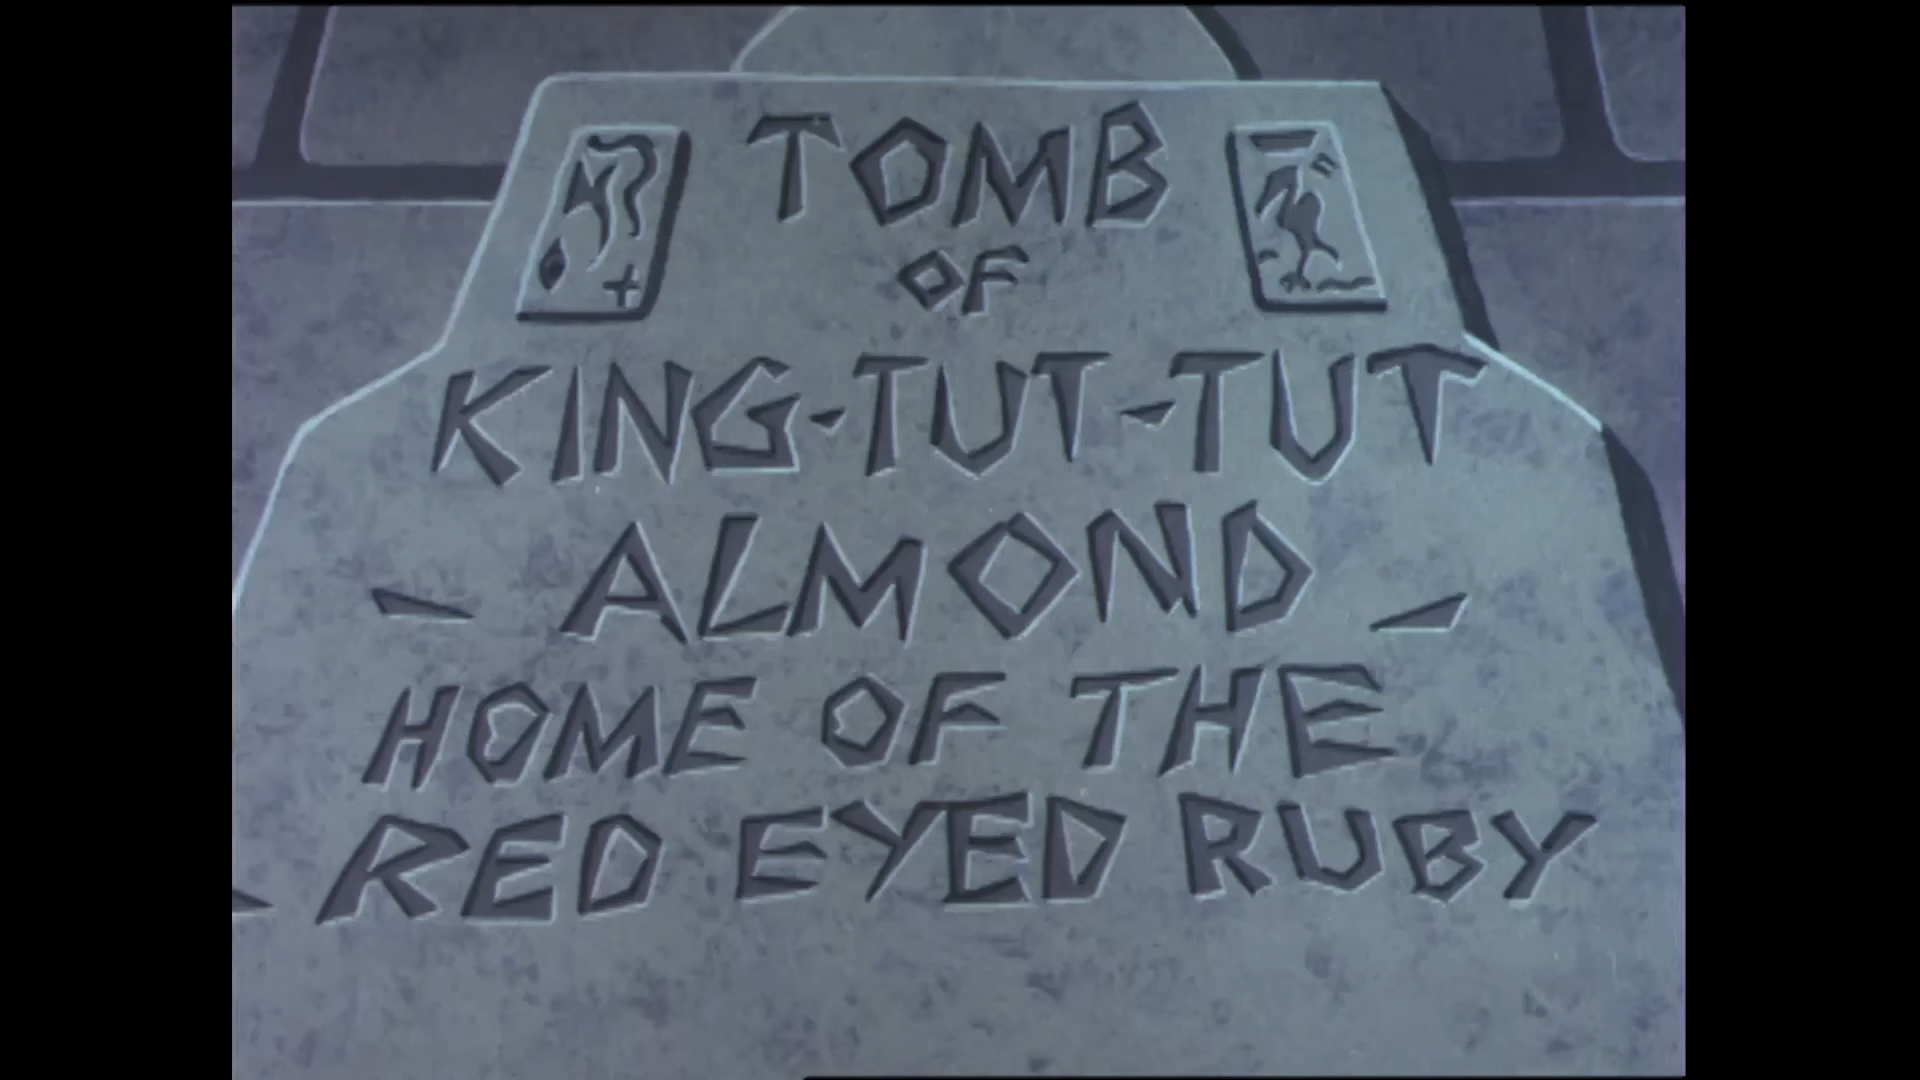 TOMB
OF
KING-TUT-TUT
- ALMOND -
HOME OF THE
RED EYED RUBY